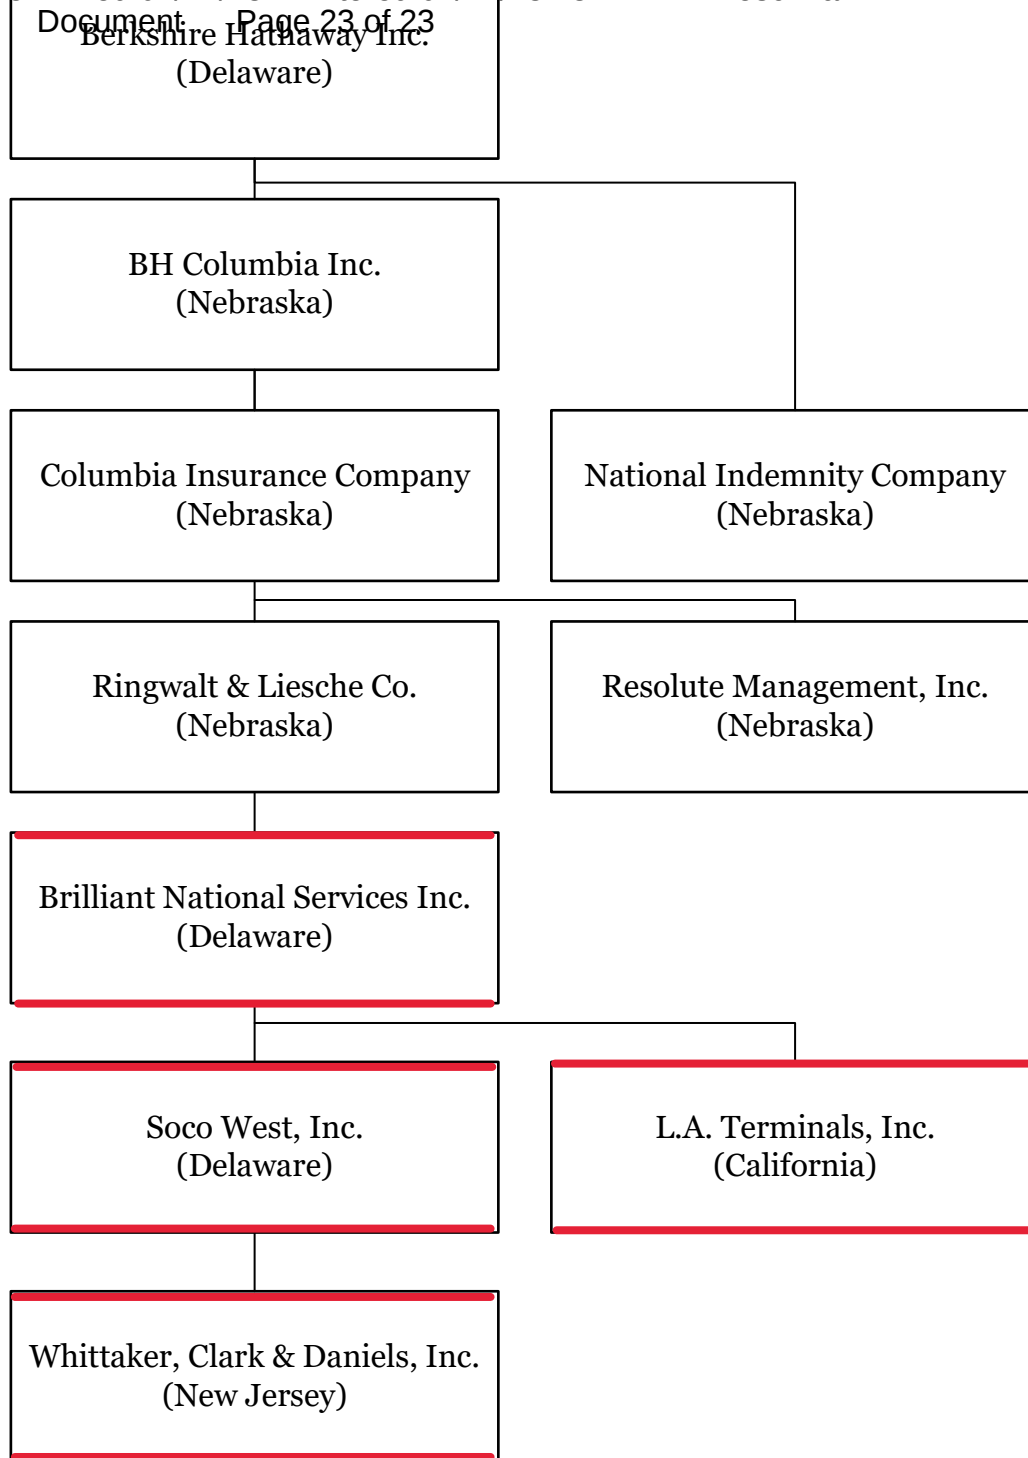 Document Page 23 of 23
Berkshire Hathaway Inc.
(Delaware)
BH Columbia Inc.
(Nebraska)
Columbia Insurance Company
(Nebraska)
National Indemnity Company
(Nebraska)
Ringwalt & Liesche Co.
(Nebraska)
Resolute Management, Inc.
(Nebraska)
Brilliant National Services Inc.
(Delaware)
Soco West, Inc.
(Delaware)
L.A. Terminals, Inc.
(California)
Whittaker, Clark & Daniels, Inc.
(New Jersey)